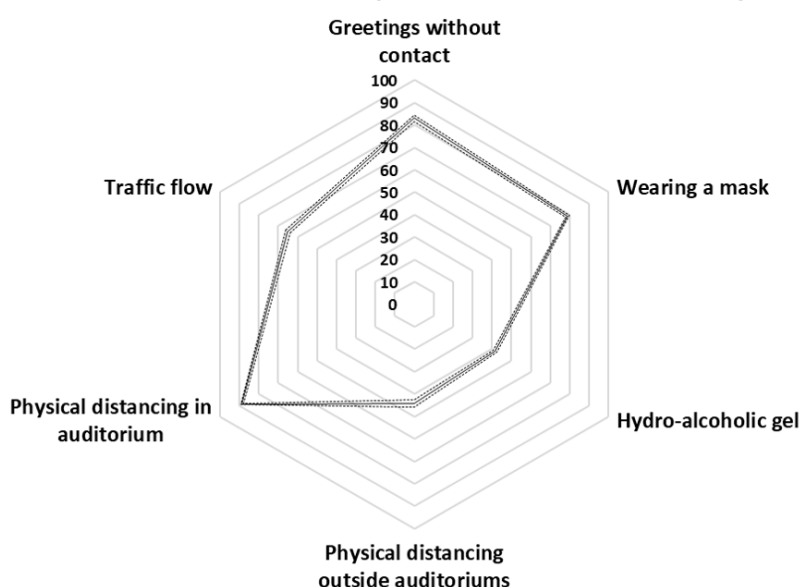 Greetings without
contact
100
90
80
70
60
50
40
30
20
10
0
Traffic flow
Wearing a mask
Physical distancing in
auditorium
Hydro-alcoholic gel
Physical distancing
outside auditoriums